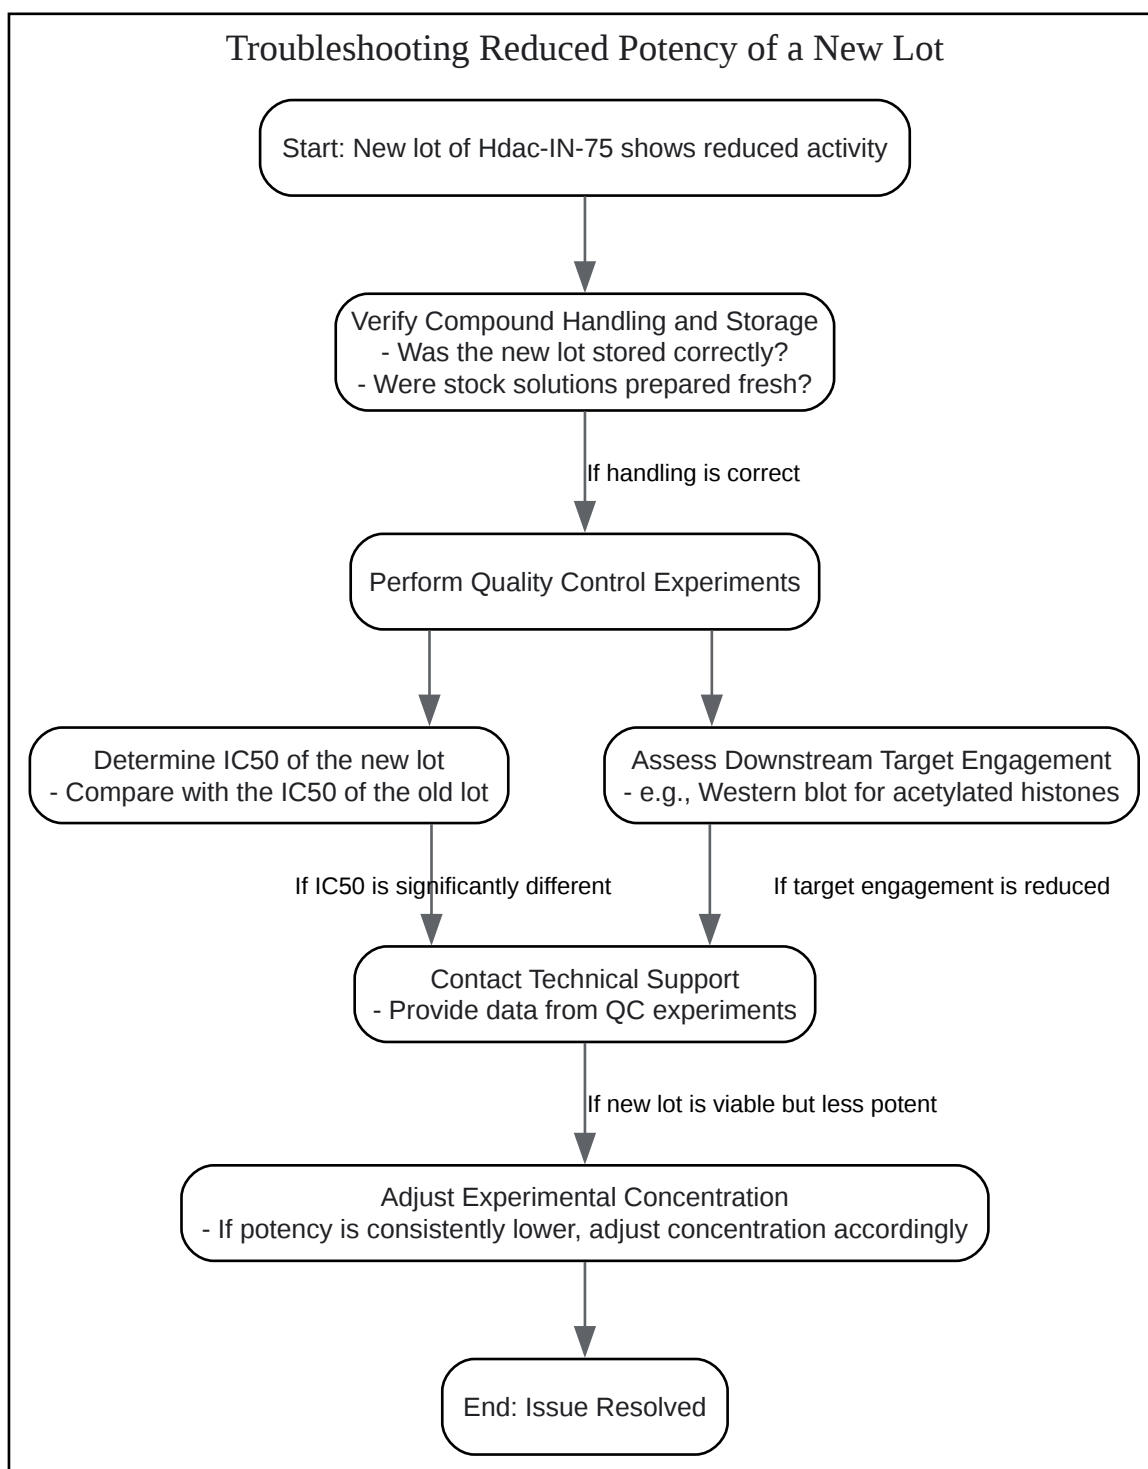 Troubleshooting Reduced Potency of a New Lot
Start: New lot of Hdac-IN-75 shows reduced activity
Verify Compound Handling and Storage
- Was the new lot stored correctly?
- Were stock solutions prepared fresh?
If handling is correct
Perform Quality Control Experiments
Determine IC50 of the new lot
- Compare with the IC50 of the old lot
Assess Downstream Target Engagement
- e.g., Western blot for acetylated histones
If IC50 is significantly different
If target engagement is reduced
Contact Technical Support
- Provide data from QC experiments
If new lot is viable but less potent
Adjust Experimental Concentration
- If potency is consistently lower, adjust concentration accordingly
End: Issue Resolved